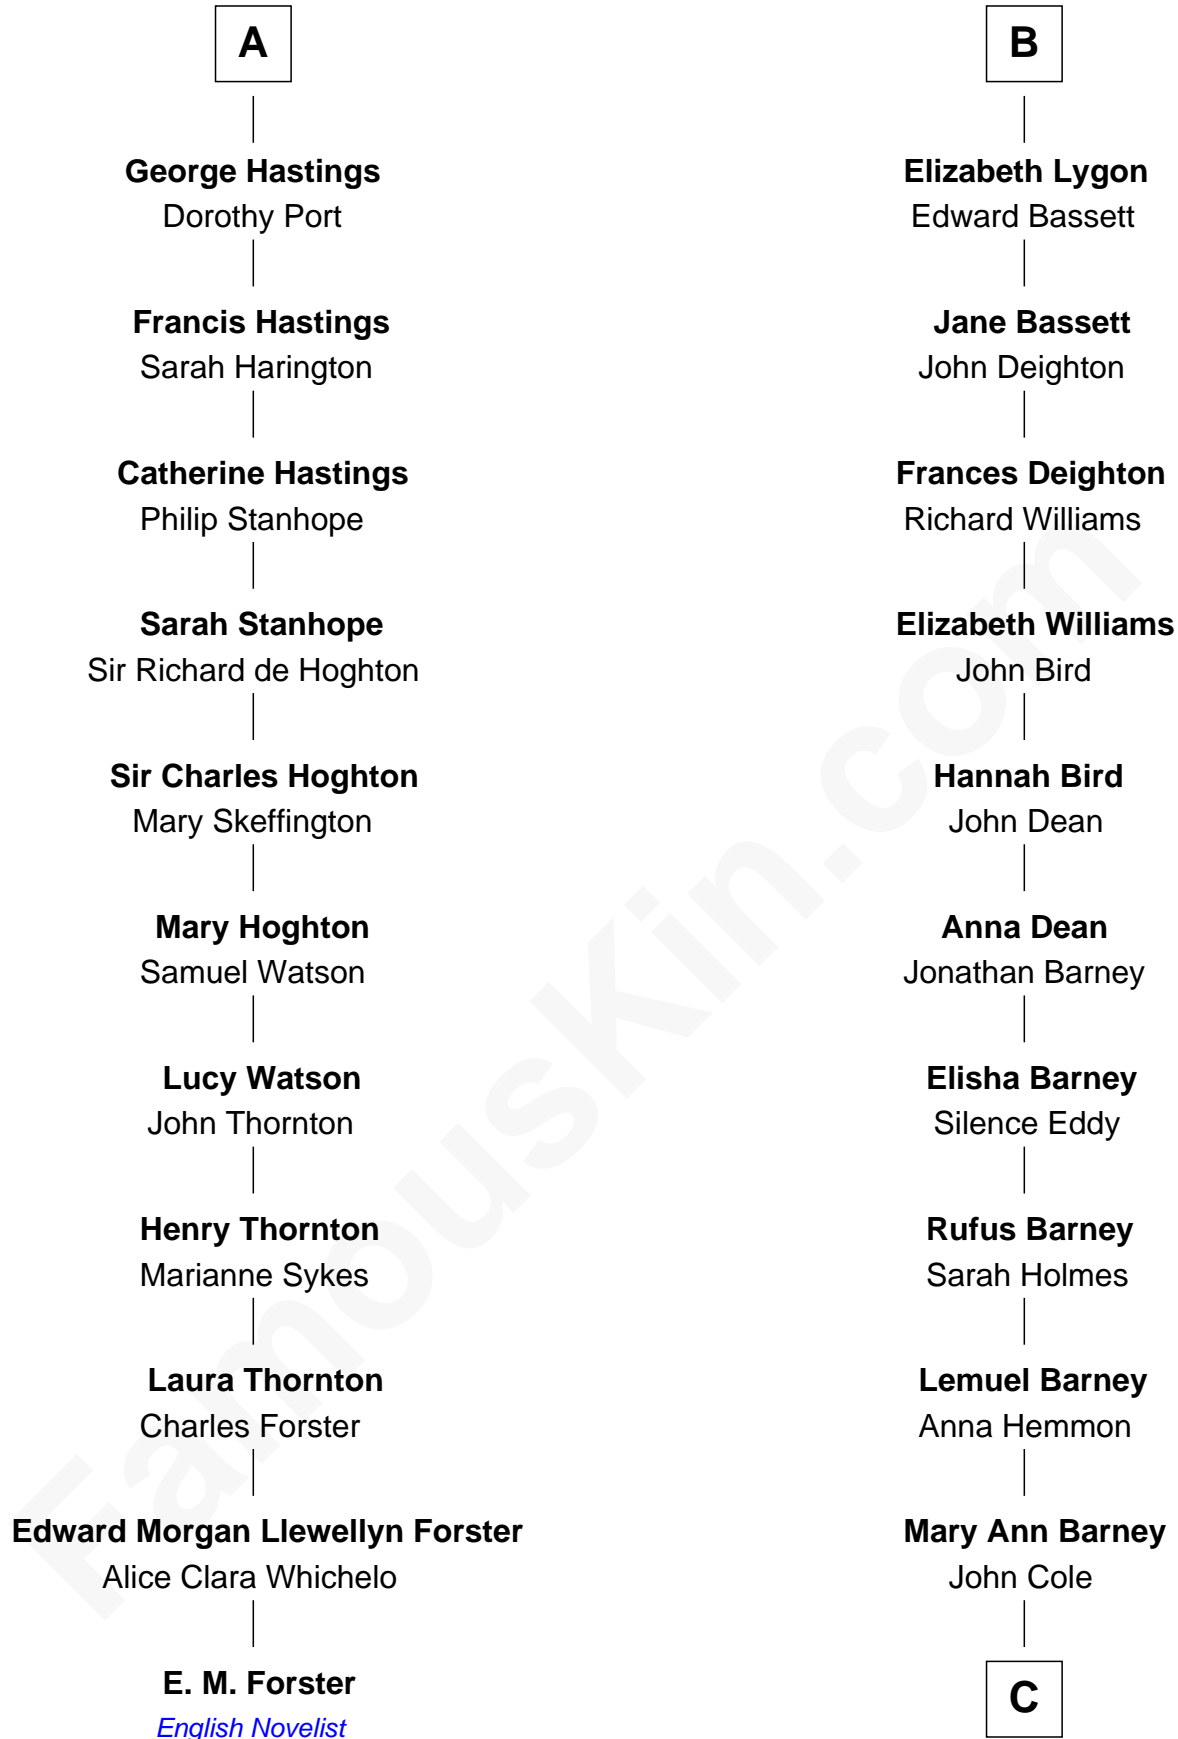 A
George Hastings
Dorothy Port
Francis Hastings
Sarah Harington
Catherine Hastings
Philip Stanhope
Sarah Stanhope
Sir Richard de Hoghton
Sir Charles Hoghton
Mary Skeffington
Mary Hoghton
Samuel Watson
Lucy Watson
John Thornton
Henry Thornton
Marianne Sykes
Laura Thornton
Charles Forster
Edward Morgan Llewellyn Forster
Alice Clara Whichelo
E. M. Forster
English Novelist
B
Elizabeth Lygon
Edward Bassett
Jane Bassett
John Deighton
Frances Deighton
Richard Williams
Elizabeth Williams
John Bird
Hannah Bird
John Dean
Anna Dean
Jonathan Barney
Elisha Barney
Silence Eddy
Rufus Barney
Sarah Holmes
Lemuel Barney
Anna Hemmon
Mary Ann Barney
John Cole
C
FamousKin.com